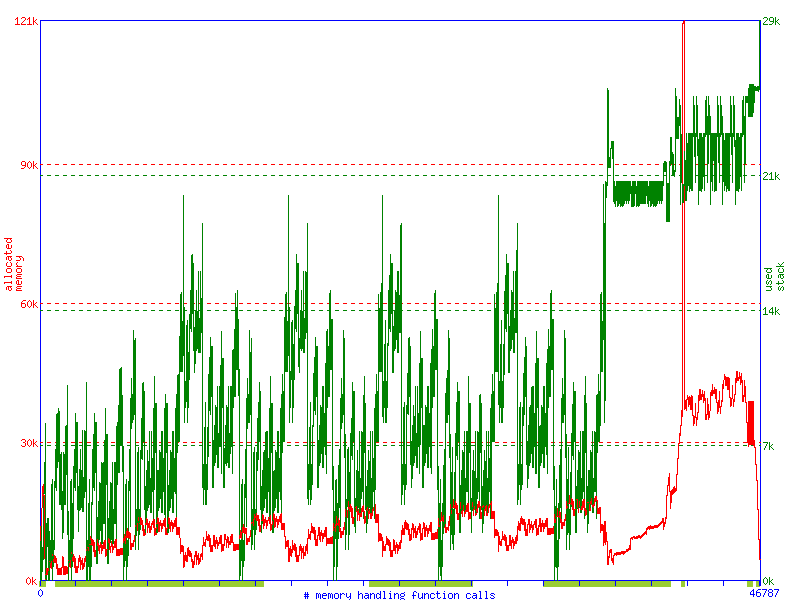 121k
29k
90k
21k
allocated
memory
used
stack
60k
14k
30k
7k
0k
0k
0
# memory handling function calls
46787